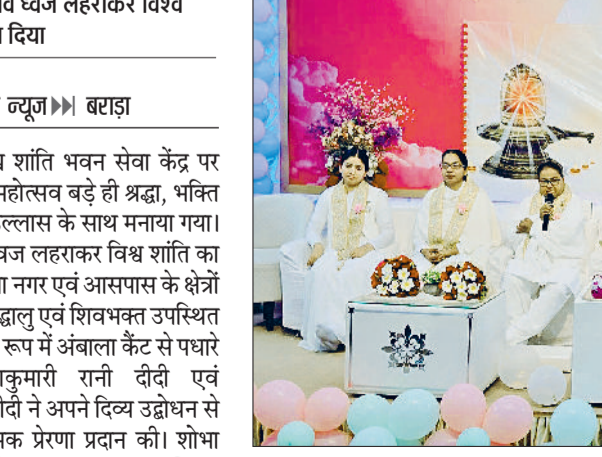 ध्वज लहराकर विश्व
दिया
न्यूज बराड़ा
शांति भवन सेवा केंद्र पर
महोत्सव बड़े ही श्रद्धा, भक्ति
के साथ मनाया गया।
लहराकर विश्व शांति का
नगर एवं आसपास के क्षेत्रों
एवं शिवभक्त उपस्थित
रूप में अंबाला कैंट से पधारे
रानी दीदी एवं
ने अपने दिव्य उद्बोधन से
प्रेरणा प्रदान की। शोभा